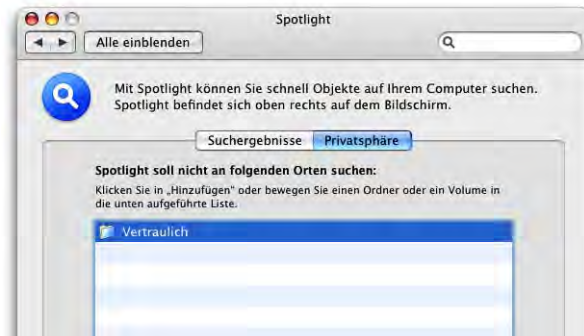 Spotlight
Alle einblenden
Mit Spotlight können Sie schnell Objekte auf Ihrem Computer suchen.
Spotlight befindet sich oben rechts auf dem Bildschirm.
Suchergebnisse Privatsphäre
Spotlight soll nicht an folgenden Orten suchen:
Klicken Sie in „Hinzufügen“ oder bewegen Sie einen Ordner oder ein Volume in
die unten aufgeführte Liste.
Vertraulich